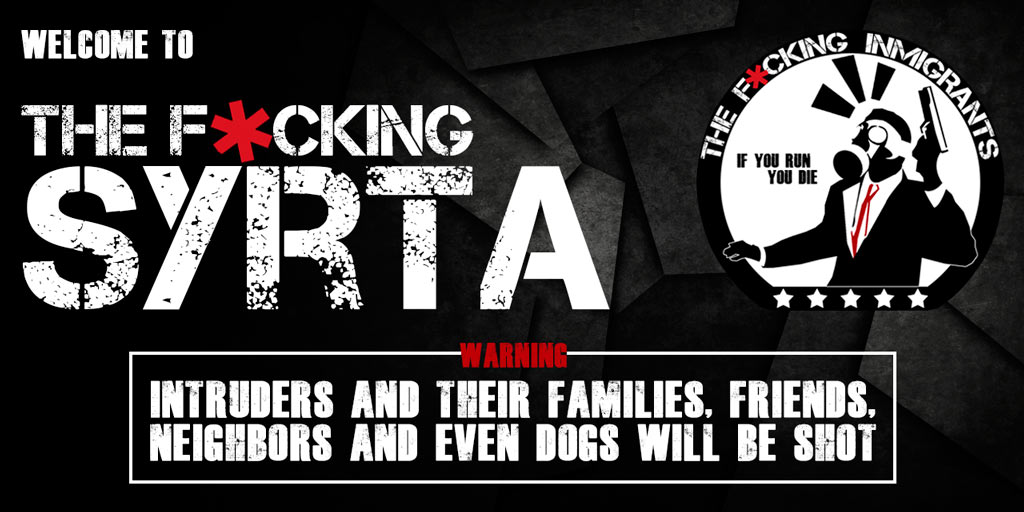 WELCOME TO
THE F*CKING
SYRTA
THE F*CKING INMIGRANTS
IF YOU RUN
YOU DIE
WARNING
INTRUDERS AND THEIR FAMILIES, FRIENDS,
NEIGHBORS AND EVEN DOGS WILL BE SHOT